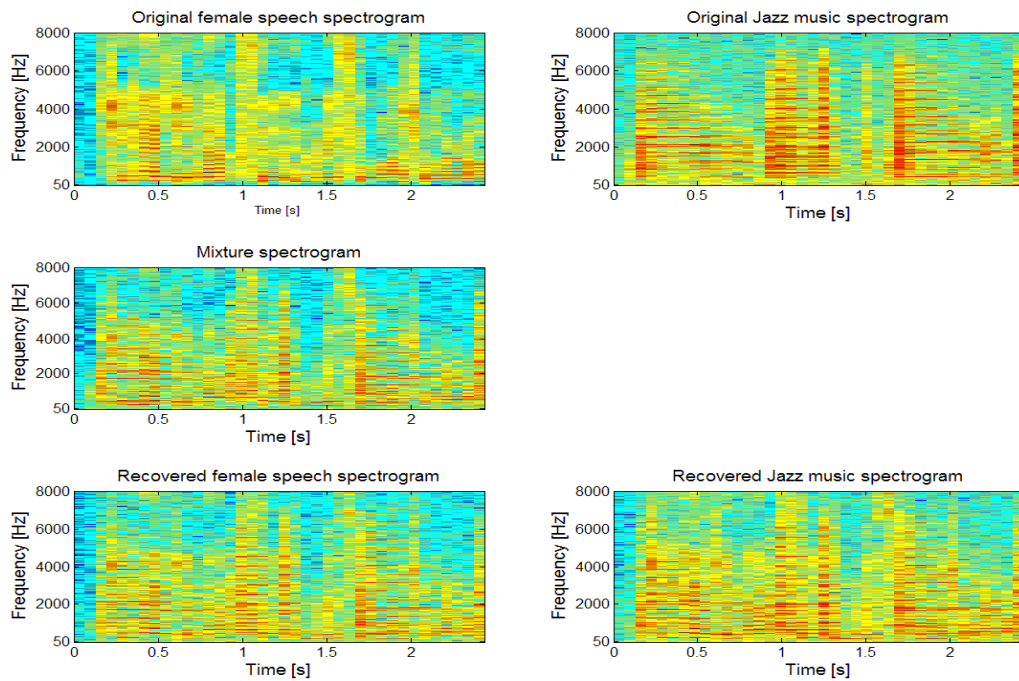 Original female speech spectrogram
8000
6000
4000
2000
50
Frequency [Hz]
0 0.5 1 1.5 2
Time [s]
Original Jazz music spectrogram
8000
6000
4000
2000
50
Frequency [Hz]
0 0.5 1 1.5 2
Time [s]
Mixture spectrogram
8000
6000
4000
2000
50
Frequency [Hz]
0 0.5 1 1.5 2
Time [s]
Recovered female speech spectrogram
8000
6000
4000
2000
50
Frequency [Hz]
0 0.5 1 1.5 2
Time [s]
Recovered Jazz music spectrogram
8000
6000
4000
2000
50
Frequency [Hz]
0 0.5 1 1.5 2
Time [s]